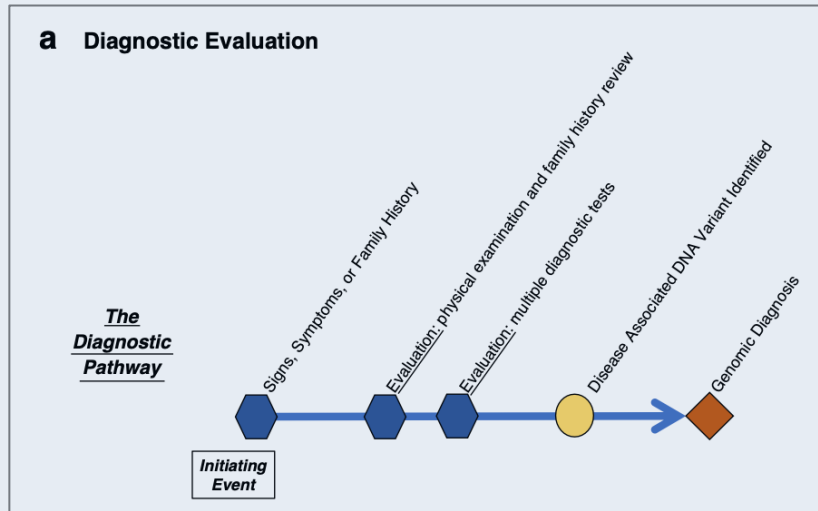 a Diagnostic Evaluation
The
Diagnostic
Pathway
Signs, Symptoms, or Family History
Evaluation: physical examination and family history review
Evaluation: multiple diagnostic tests
Disease Associated DNA Variant Identified
Genomic Diagnosis
Initiating
Event